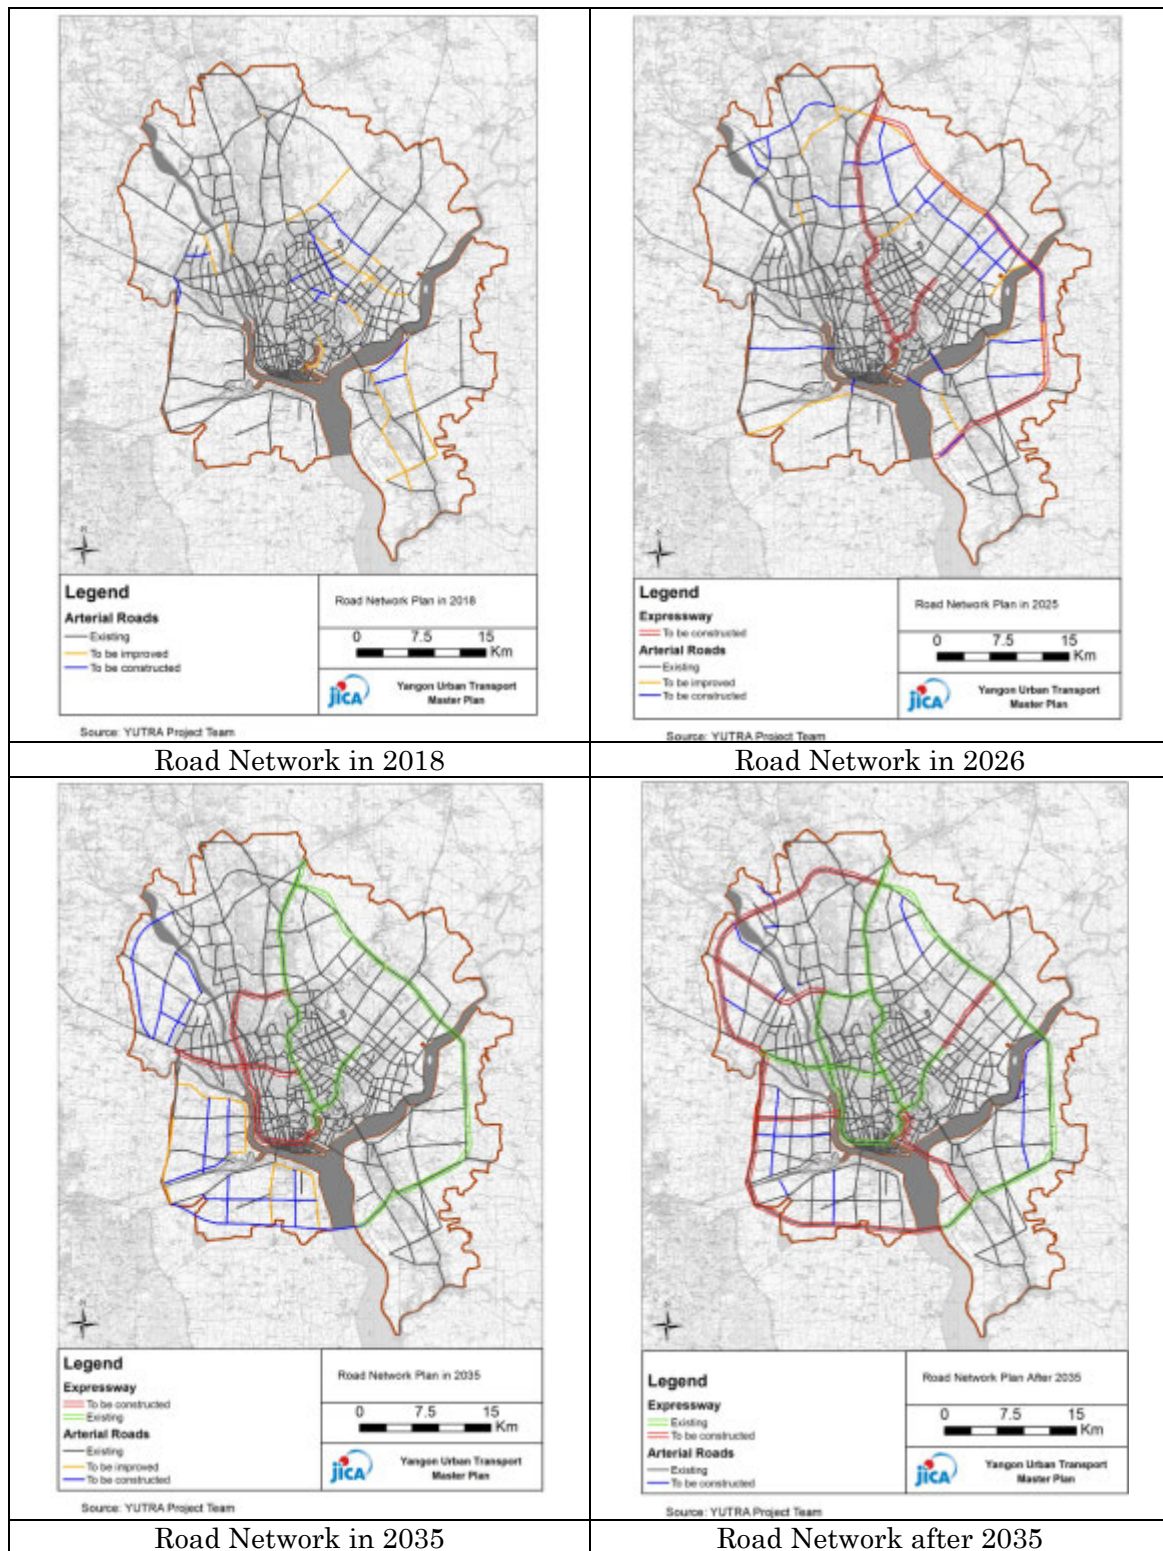 Legend
Arterial Roads
Existing
To be improved
To be constructed
Road Network Plan in 2018
0 7.5 15
Km
JICA
Yangon Urban Transport
Master Plan
Source: YUTRA Project Team
Road Network in 2018
Legend
Expressway
To be constructed
Arterial Roads
Existing
To be improved
To be constructed
Road Network Plan in 2025
0 7.5 15
Km
JICA
Yangon Urban Transport
Master Plan
Source: YUTRA Project Team
Road Network in 2026
Legend
Expressway
To be constructed
Existing
Arterial Roads
Existing
To be improved
To be constructed
Road Network Plan in 2035
0 7.5 15
Km
JICA
Yangon Urban Transport
Master Plan
Source: YUTRA Project Team
Road Network in 2035
Legend
Expressway
Existing
To be constructed
Arterial Roads
Existing
To be constructed
Road Network Plan After 2035
0 7.5 15
Km
JICA
Yangon Urban Transport
Master Plan
Source: YUTRA Project Team
Road Network after 2035